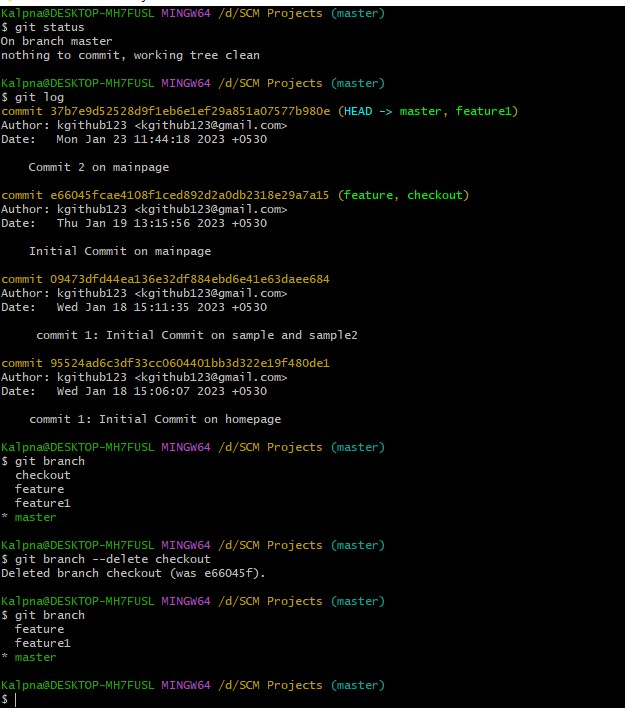 Kalpna@DESKTOP-MH7FUSL MINGW64 /d/SCM Projects (master)
$ git status
On branch master
nothing to commit, working tree clean
Kalpna@DESKTOP-MH7FUSL MINGW64 /d/SCM Projects (master)
$ git log
commit 37b7e9d52528d9f1eb6e1ef29a851a07577b980e (HEAD -> master, feature1)
Author: kgithub123 <kgithub123@gmail.com>
Date:   Mon Jan 23 11:44:18 2023 +0530
Commit 2 on mainpage
commit e66045fcae4108f1ced892d2a0db2318e29a7a15 (feature, checkout)
Author: kgithub123 <kgithub123@gmail.com>
Date:   Thu Jan 19 13:15:56 2023 +0530
Initial Commit on mainpage
commit 09473dfd44ea136e32df884ebd6e41e63daee684
Author: kgithub123 <kgithub123@gmail.com>
Date:   Wed Jan 18 15:11:35 2023 +0530
commit 1: Initial Commit on sample and sample2
commit 95524ad6c3df33cc0604401bb3d322e19f480de1
Author: kgithub123 <kgithub123@gmail.com>
Date:   Wed Jan 18 15:06:07 2023 +0530
commit 1: Initial Commit on homepage
Kalpna@DESKTOP-MH7FUSL MINGW64 /d/SCM Projects (master)
$ git branch
checkout
feature
feature1
* master
Kalpna@DESKTOP-MH7FUSL MINGW64 /d/SCM Projects (master)
$ git branch --delete checkout
Deleted branch checkout (was e66045f).
Kalpna@DESKTOP-MH7FUSL MINGW64 /d/SCM Projects (master)
$ git branch
feature
feature1
* master
Kalpna@DESKTOP-MH7FUSL MINGW64 /d/SCM Projects (master)
$